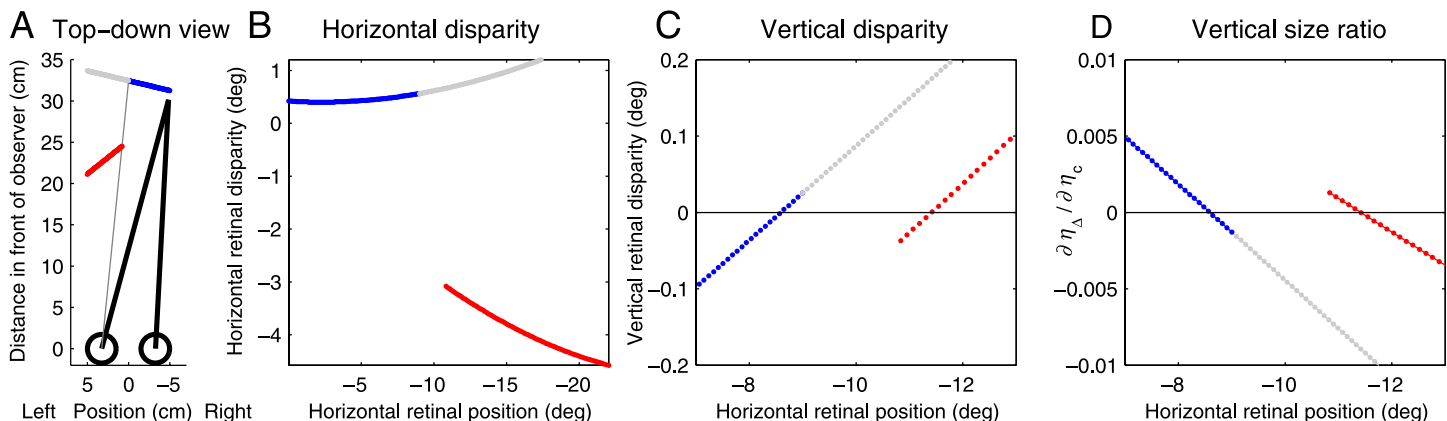 A Top-down view
35
30
25
20
15
10
5
0
Distance in front of observer (cm)
5 0 -5
Left Position (cm) Right
B Horizontal disparity
1
0
-1
-2
-3
-4
Horizontal retinal disparity (deg)
-5 -10 -15 -20
Horizontal retinal position (deg)
C Vertical disparity
0.2
0.1
0
-0.1
-0.2
Vertical retinal disparity (deg)
-8 -10 -12
Horizontal retinal position (deg)
D Vertical size ratio
0.01
0.005
0
-0.005
-0.01
∂ η_Δ / ∂ η_c
-8 -10 -12
Horizontal retinal position (deg)